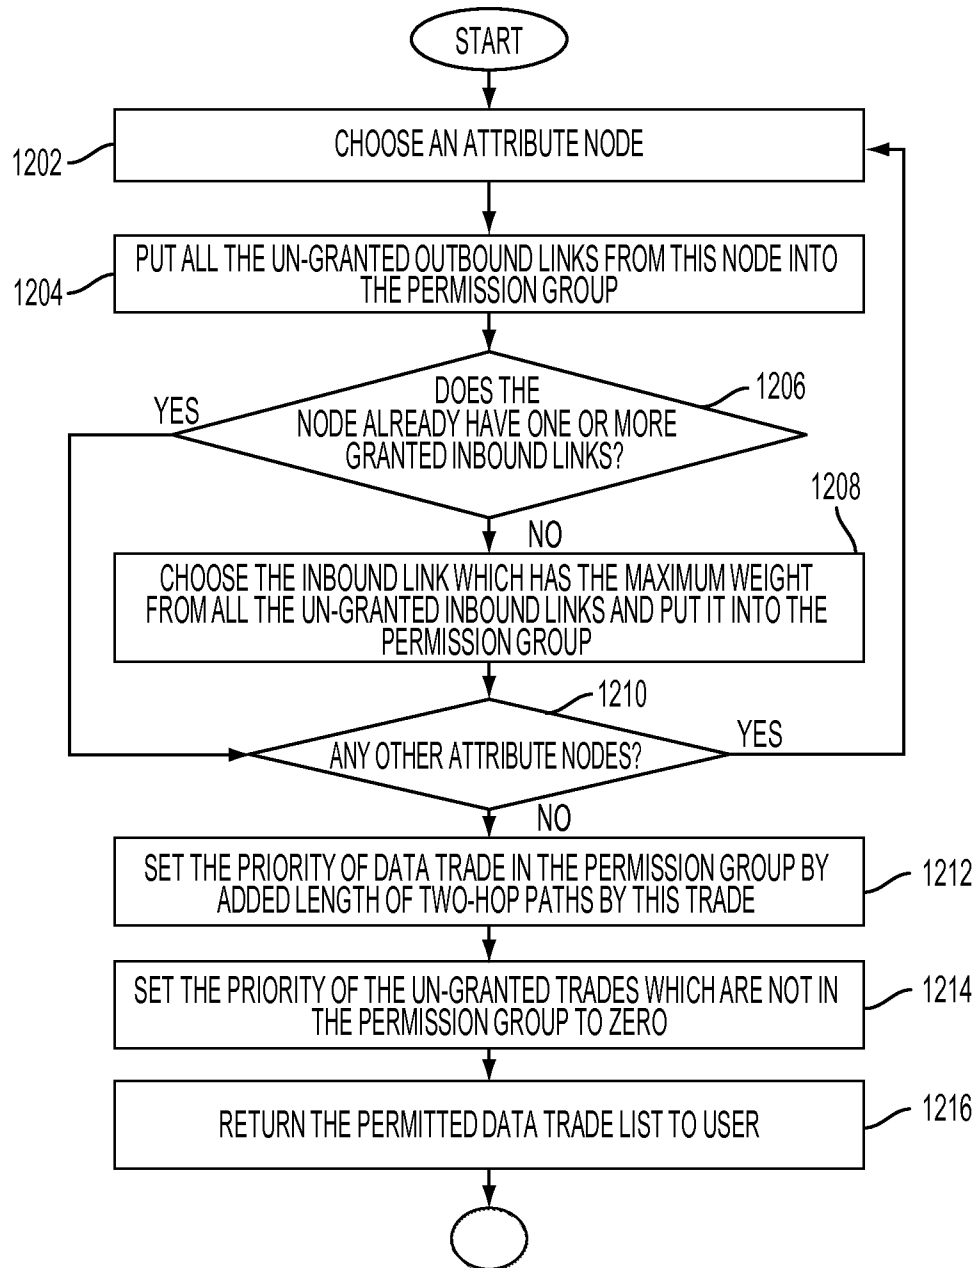 START
CHOOSE AN ATTRIBUTE NODE
1202
PUT ALL THE UN-GRANTED OUTBOUND LINKS FROM THIS NODE INTO
THE PERMISSION GROUP
1204
DOES THE
NODE ALREADY HAVE ONE OR MORE
GRANTED INBOUND LINKS?
1206
YES
NO
1208
CHOOSE THE INBOUND LINK WHICH HAS THE MAXIMUM WEIGHT
FROM ALL THE UN-GRANTED INBOUND LINKS AND PUT IT INTO THE
PERMISSION GROUP
1210
ANY OTHER ATTRIBUTE NODES?
YES
NO
SET THE PRIORITY OF DATA TRADE IN THE PERMISSION GROUP BY
ADDED LENGTH OF TWO-HOP PATHS BY THIS TRADE
1212
SET THE PRIORITY OF THE UN-GRANTED TRADES WHICH ARE NOT IN
THE PERMISSION GROUP TO ZERO
1214
RETURN THE PERMITTED DATA TRADE LIST TO USER
1216